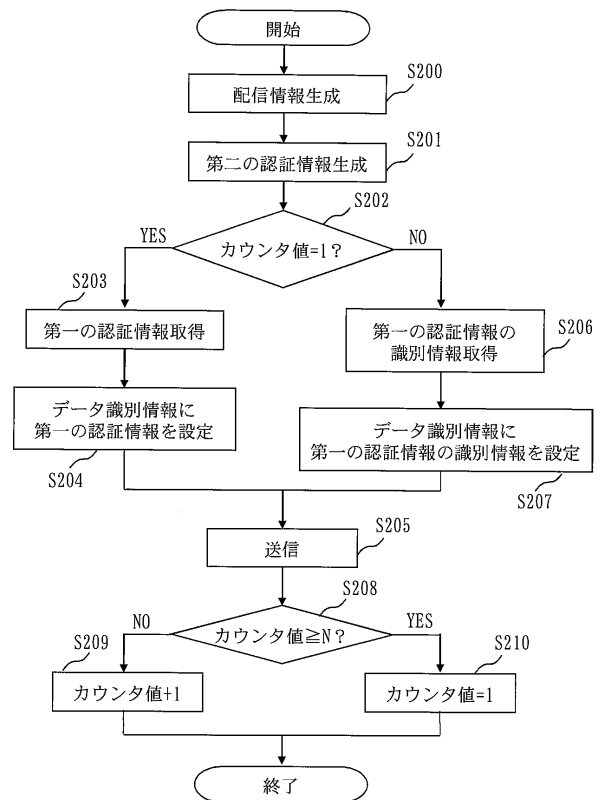 開始
S200
配信情報生成
S201
第二の認証情報生成
S202
カウンタ値=1?
YES
NO
S203
第一の認証情報取得
S206
第一の認証情報の
識別情報取得
データ識別情報に
第一の認証情報を設定
S204
データ識別情報に
第一の認証情報の識別情報を設定
S207
S205
送信
S208
カウンタ値≧N?
NO
YES
S209
カウンタ値+1
S210
カウンタ値=1
終了